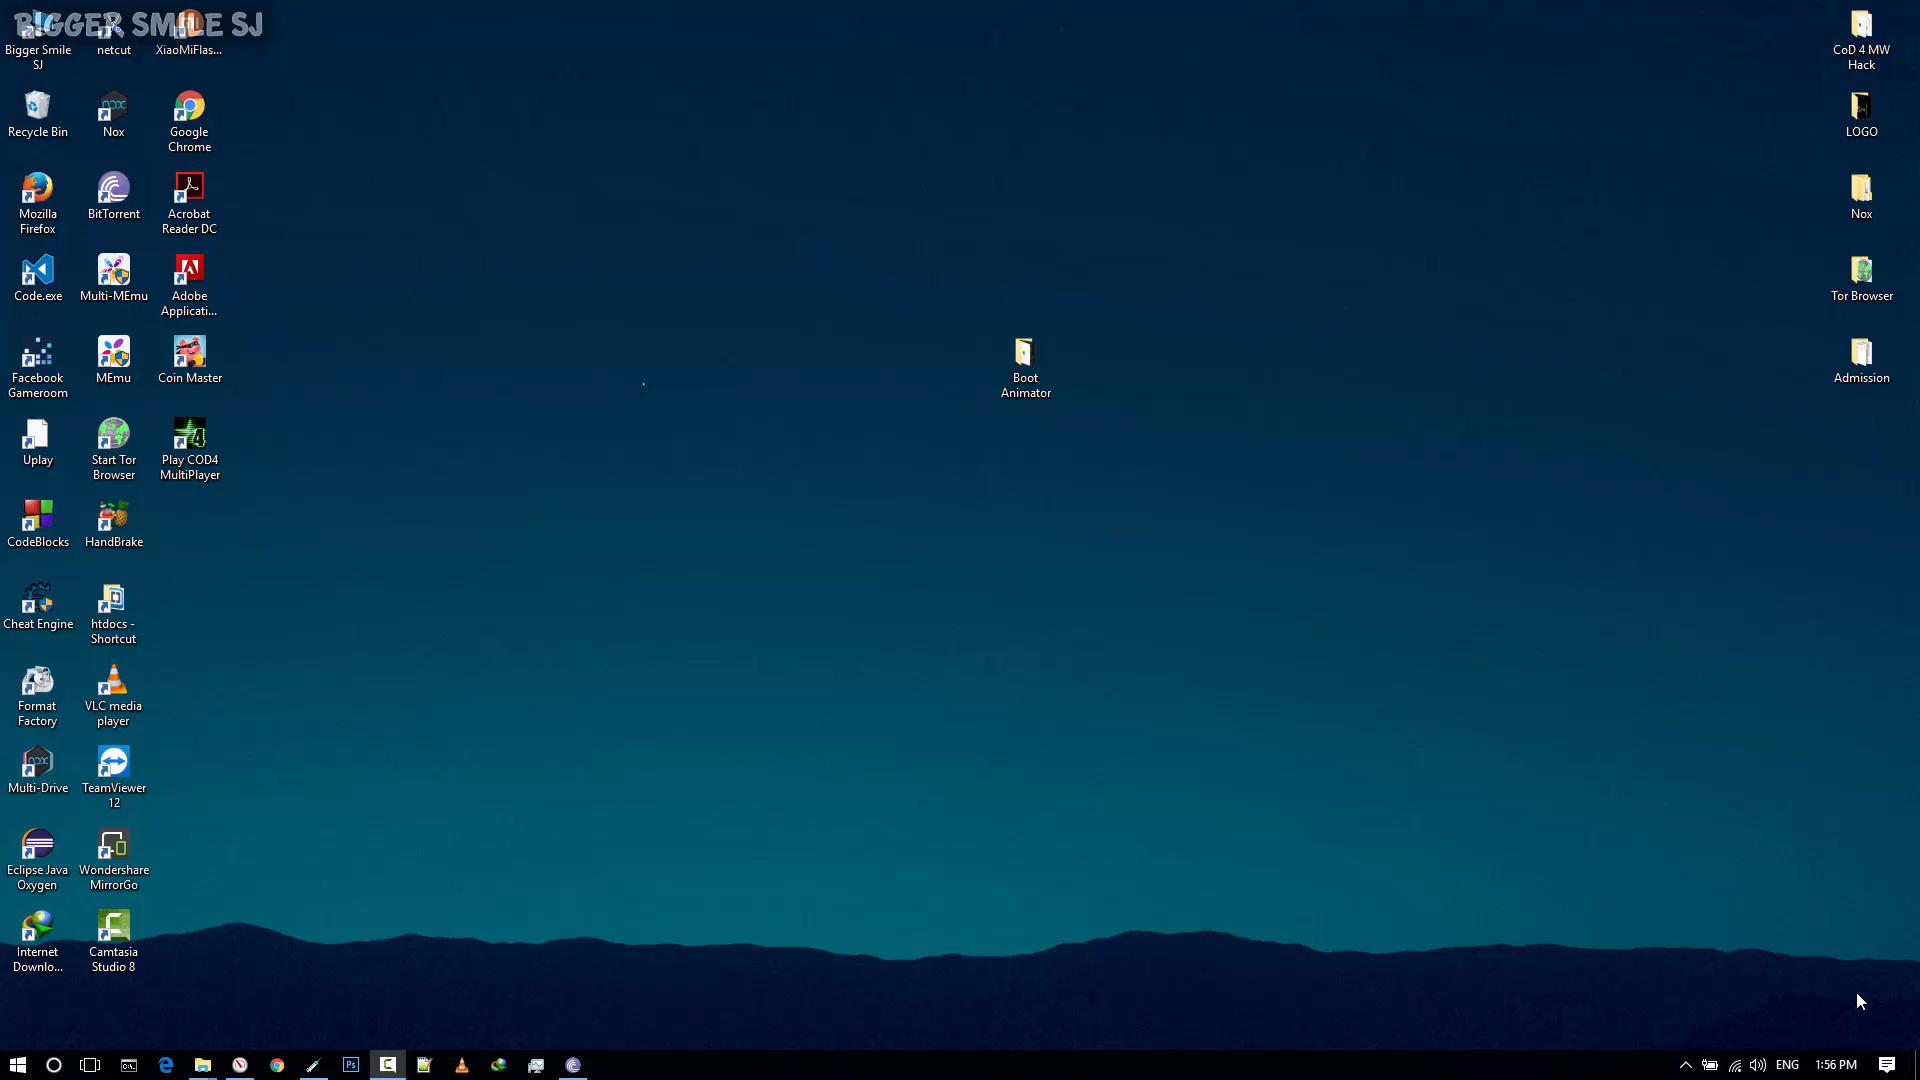 BIGGER SMILE SJ
Bigger Smile
SJ
netcut
XiaoMiFlas...
Recycle Bin
Nox
Google
Chrome
Mozilla
Firefox
BitTorrent
Acrobat
Reader DC
Code.exe
Multi-MEmu
Adobe
Applicati...
Facebook
Gameroom
MEmu
Coin Master
Uplay
Start Tor
Browser
Play COD4
MultiPlayer
CodeBlocks
HandBrake
Cheat Engine
htdocs -
Shortcut
Format
Factory
VLC media
player
Multi-Drive
TeamViewer
12
Eclipse Java
Oxygen
Wondershare
MirrorGo
Internet
Downlo...
Camtasia
Studio 8
Boot
Animator
CoD 4 MW
Hack
LOGO
Nox
Tor Browser
Admission
Ps
ENG
1:56 PM